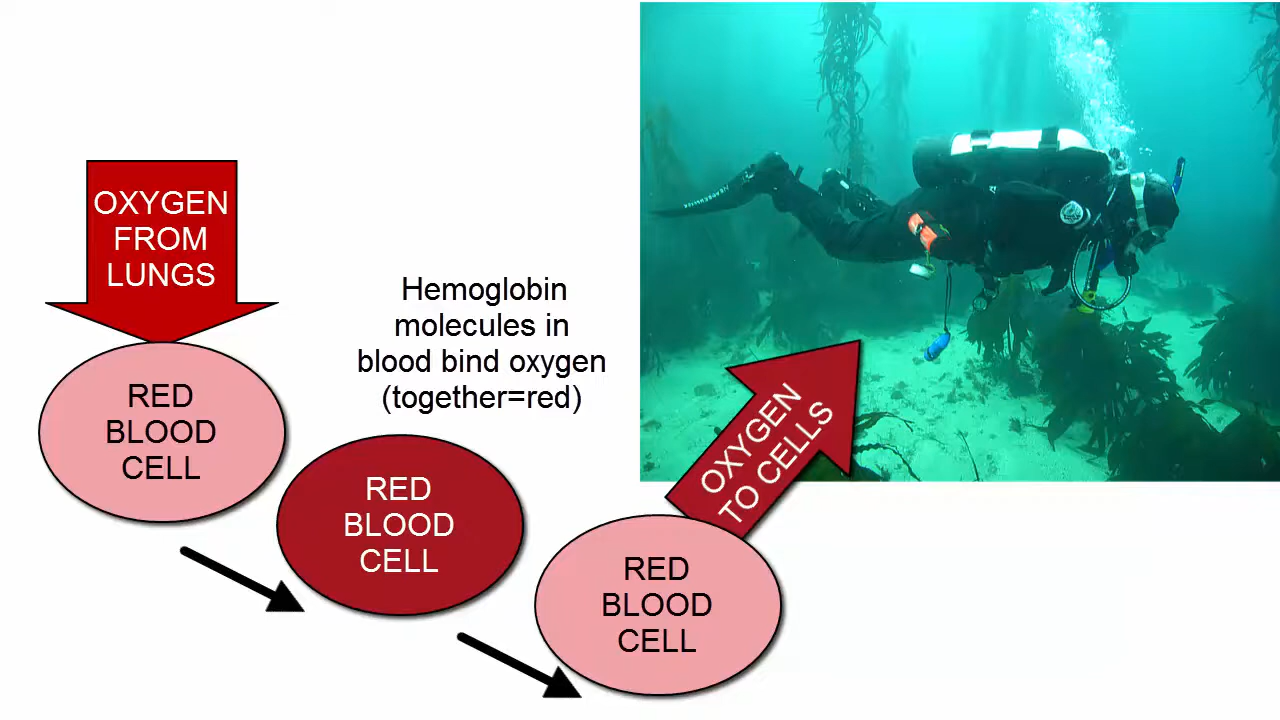 OXYGEN
FROM
LUNGS
RED
BLOOD
CELL
Hemoglobin
molecules in
blood bind oxygen
(together=red)
RED
BLOOD
CELL
RED
BLOOD
CELL
OXYGEN
TO CELLS